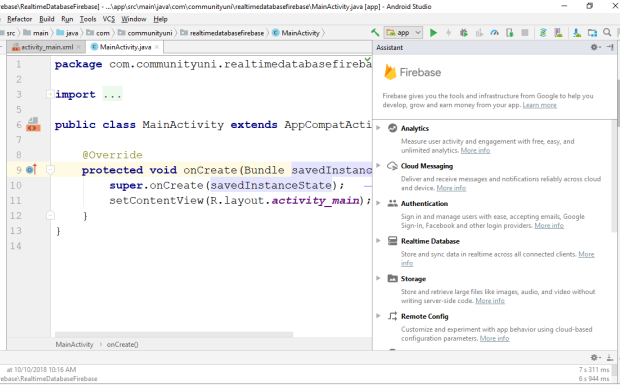 rebase\RealtimeDatabaseFirebase] - ...\app\src\main\java\com\communityuni\realtimedatabasefirebase\MainActivity.java [app] - Android Studio
Refactor Build Run Tools VCS Window Help
src main java com communityuni realtimedatabasefirebase MainActivity app
activity_main.xml MainActivity.java
Assistant
1 package com.communityuni.realtimedatabasefireba
2
3 import ...
5
6 public class MainActivity extends AppCompatActi
7
8 @Override
9 protected void onCreate(Bundle savedInstanc
10 super.onCreate(savedInstanceState);
11 setContentView(R.layout.activity_main);
12 }
13 }
14
MainActivity > onCreate()
Firebase
Firebase gives you the tools and infrastructure from Google to help you
develop, grow and earn money from your app. Learn more
Analytics
Measure user activity and engagement with free, easy, and
unlimited analytics. More info
Cloud Messaging
Deliver and receive messages and notifications reliably across cloud
and device. More info
Authentication
Sign in and manage users with ease, accepting emails, Google
Sign-In, Facebook and other login providers. More info
Realtime Database
Store and sync data in realtime across all connected clients. More
info
Storage
Store and retrieve large files like images, audio, and video without
writing server-side code. More info
Remote Config
Customize and experiment with app behavior using cloud-based
configuration parameters. More info
at 10/10/2018 10:16 AM 7 s 311 ms
ebase\RealtimeDatabaseFirebase 6 s 944 ms